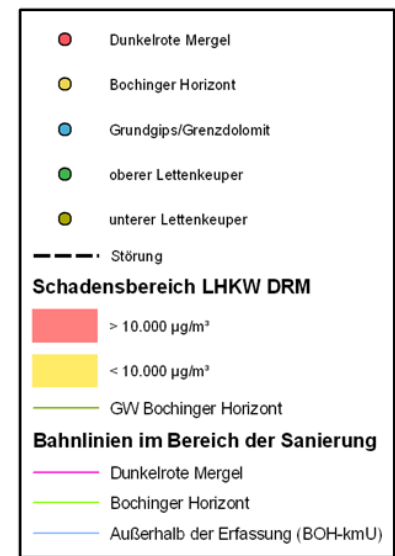 Dunkelrote Mergel
Bochinger Horizont
Grundgips/Grenzdolomit
oberer Lettenkeuper
unterer Lettenkeuper
Störung
Schadensbereich LHKW DRM
> 10.000 µg/m³
< 10.000 µg/m³
GW Bochinger Horizont
Bahnlinien im Bereich der Sanierung
Dunkelrote Mergel
Bochinger Horizont
Außerhalb der Erfassung (BOH-kmU)